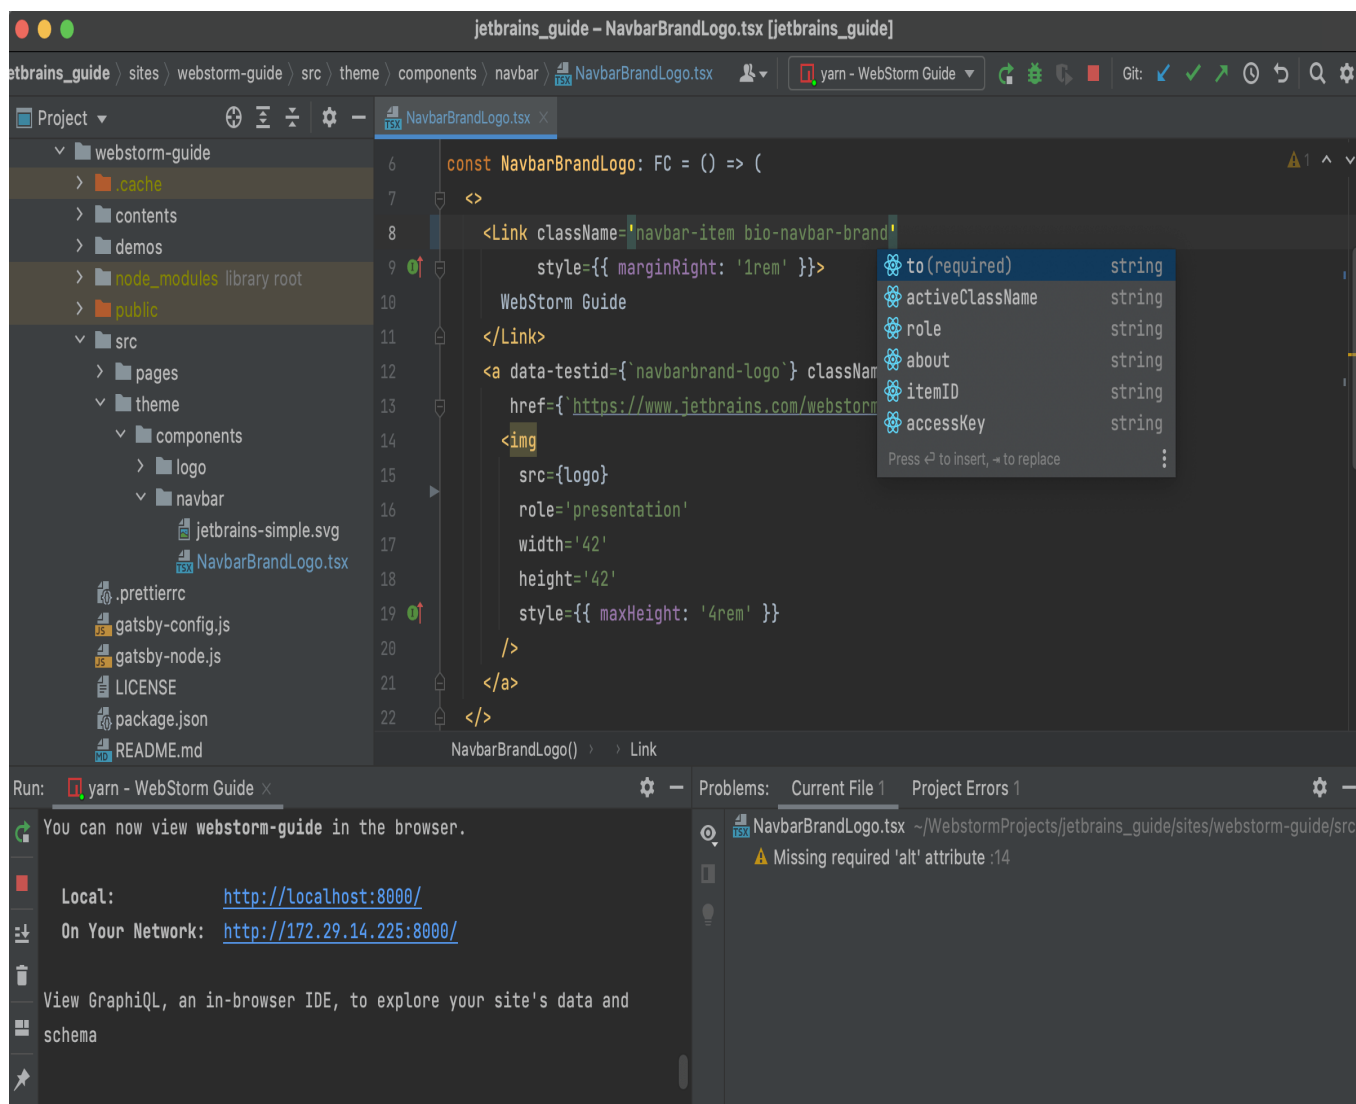 jetbrains_guide – NavbarBrandLogo.tsx [jetbrains_guide]
etbrains_guide sites webstorm-guide src theme components navbar NavbarBrandLogo.tsx yarn - WebStorm Guide Git:
Project
NavbarBrandLogo.tsx
webstorm-guide
.cache
contents
demos
node_modules library root
public
src
pages
theme
components
logo
navbar
jetbrains-simple.svg
NavbarBrandLogo.tsx
.prettierrc
gatsby-config.js
gatsby-node.js
LICENSE
package.json
README.md
6 const NavbarBrandLogo: FC = () => ( 1
7 <>
8 <Link className='navbar-item bio-navbar-brand'
9 style={{ marginRight: '1rem' }}>
10 WebStorm Guide
11 </Link>
12 <a data-testid={`navbarbrand-logo`} classNam
13 href={`https://www.jetbrains.com/webstorm
14 <img
15 src={logo}
16 role='presentation'
17 width='42'
18 height='42'
19 style={{ maxHeight: '4rem' }}
20 />
21 </a>
22 </>
to(required) string
activeClassName string
role string
about string
itemID string
accessKey string
Press ⏎ to insert, ⇥ to replace
NavbarBrandLogo() Link
Run: yarn - WebStorm Guide
You can now view webstorm-guide in the browser.
Local: http://localhost:8000/
On Your Network: http://172.29.14.225:8000/
View GraphiQL, an in-browser IDE, to explore your site's data and
schema
Problems: Current File 1 Project Errors 1
NavbarBrandLogo.tsx ~/WebstormProjects/jetbrains_guide/sites/webstorm-guide/src
Missing required 'alt' attribute :14